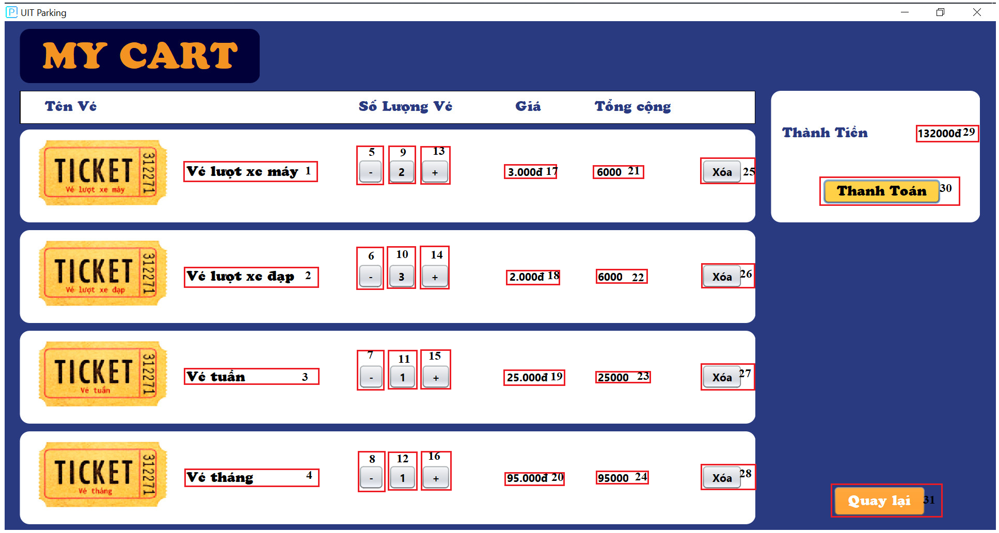 UIT Parking
MY CART
Tên Vé Số Lượng Vé Giá Tổng cộng
TICKET 312271
Vé lượt xe máy
Vé lượt xe máy 1
5 9 13
- 2 +
3.000đ 17
6000 21
Xóa 25
Thành Tiền 132000đ 29
Thanh Toán 30
TICKET 312271
Vé lượt xe đạp
Vé lượt xe đạp 2
6 10 14
- 3 +
2.000đ 18
6000 22
Xóa 26
TICKET 312271
Vé tuần
Vé tuần 3
7 11 15
- 1 +
25.000đ 19
25000 23
Xóa 27
TICKET 312271
Vé tháng
Vé tháng 4
8 12 16
- 1 +
95.000đ 20
95000 24
Xóa 28
Quay lại 31